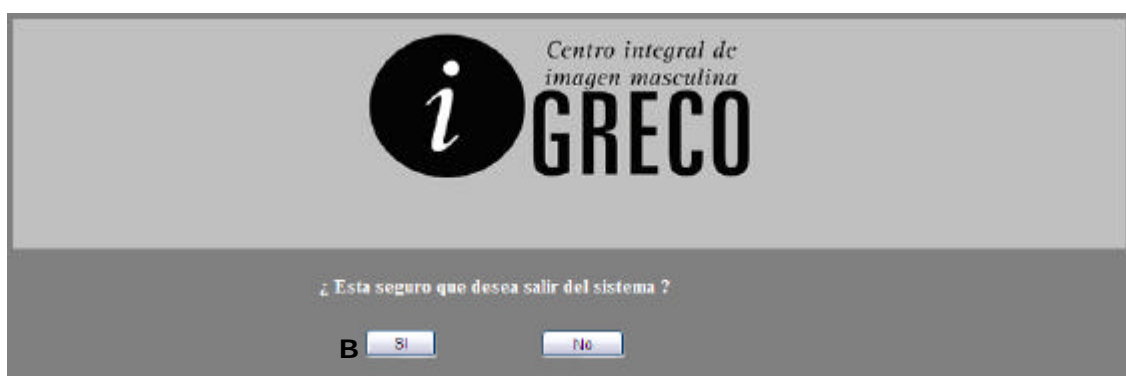 i
Centro integral de
imagen masculina
GRECO
¿ Esta seguro que desea salir del sistema ?
B SI No